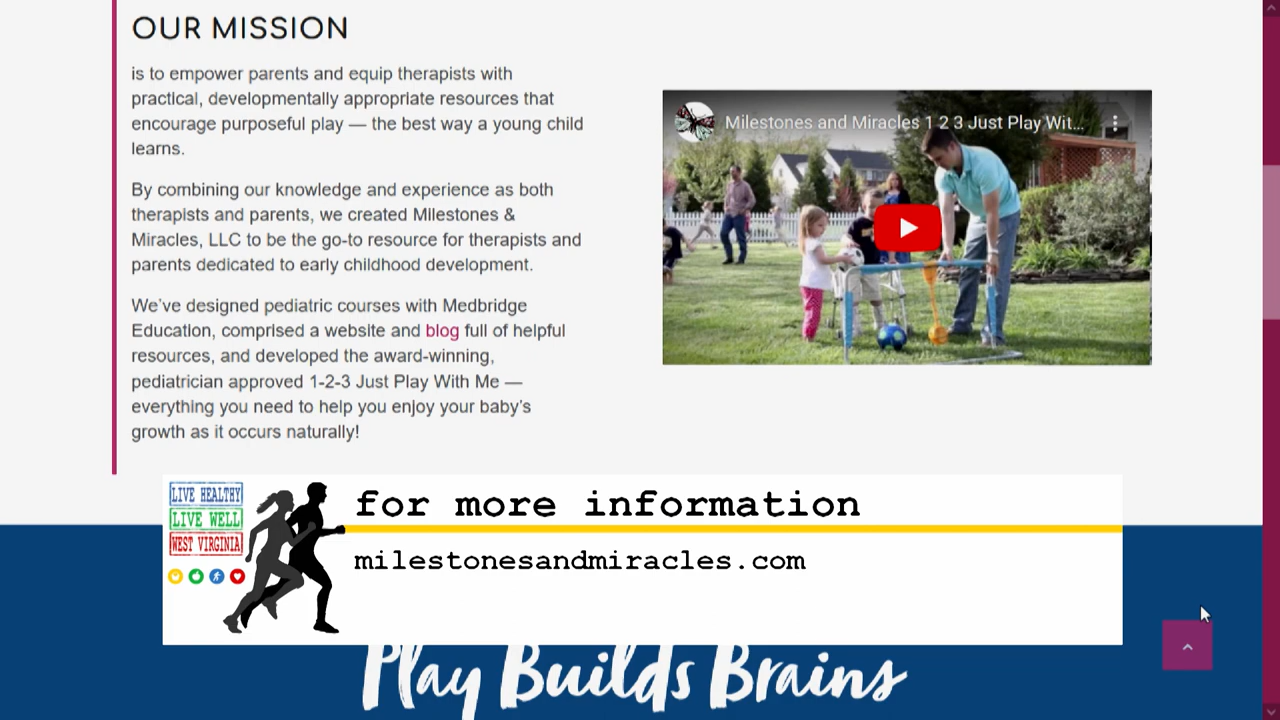 OUR MISSION
is to empower parents and equip therapists with
practical, developmentally appropriate resources that
encourage purposeful play — the best way a young child
learns.
By combining our knowledge and experience as both
therapists and parents, we created Milestones &
Miracles, LLC to be the go-to resource for therapists and
parents dedicated to early childhood development.
We’ve designed pediatric courses with Medbridge
Education, comprised a website and blog full of helpful
resources, and developed the award-winning,
pediatrician approved 1-2-3 Just Play With Me —
everything you need to help you enjoy your baby’s
growth as it occurs naturally!
Milestones and Miracles 1 2 3 Just Play Wit...
LIVE HEALTHY
LIVE WELL
WEST VIRGINIA
for more information
milestonesandmiracles.com
Play Builds Brains